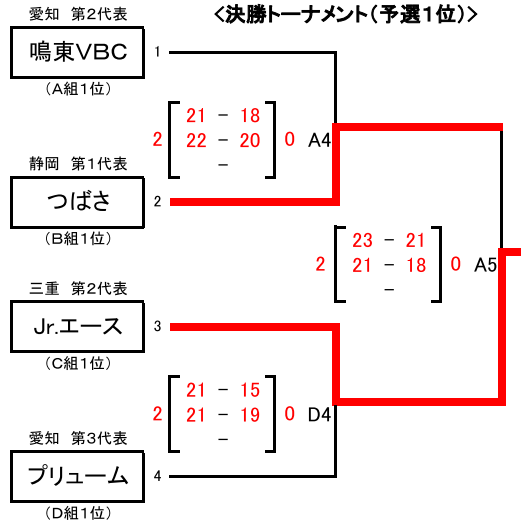 <決勝トーナメント(予選1位)>
愛知 第2代表
鳴東VBC 1
(A組1位)
21 - 18
2 22 - 20 0 A4
-
静岡 第1代表
つばさ 2
(B組1位)
23 - 21
2 21 - 18 0 A5
-
三重 第2代表
Jr.エース 3
(C組1位)
21 - 15
2 21 - 19 0 D4
-
愛知 第3代表
プリューム 4
(D組1位)